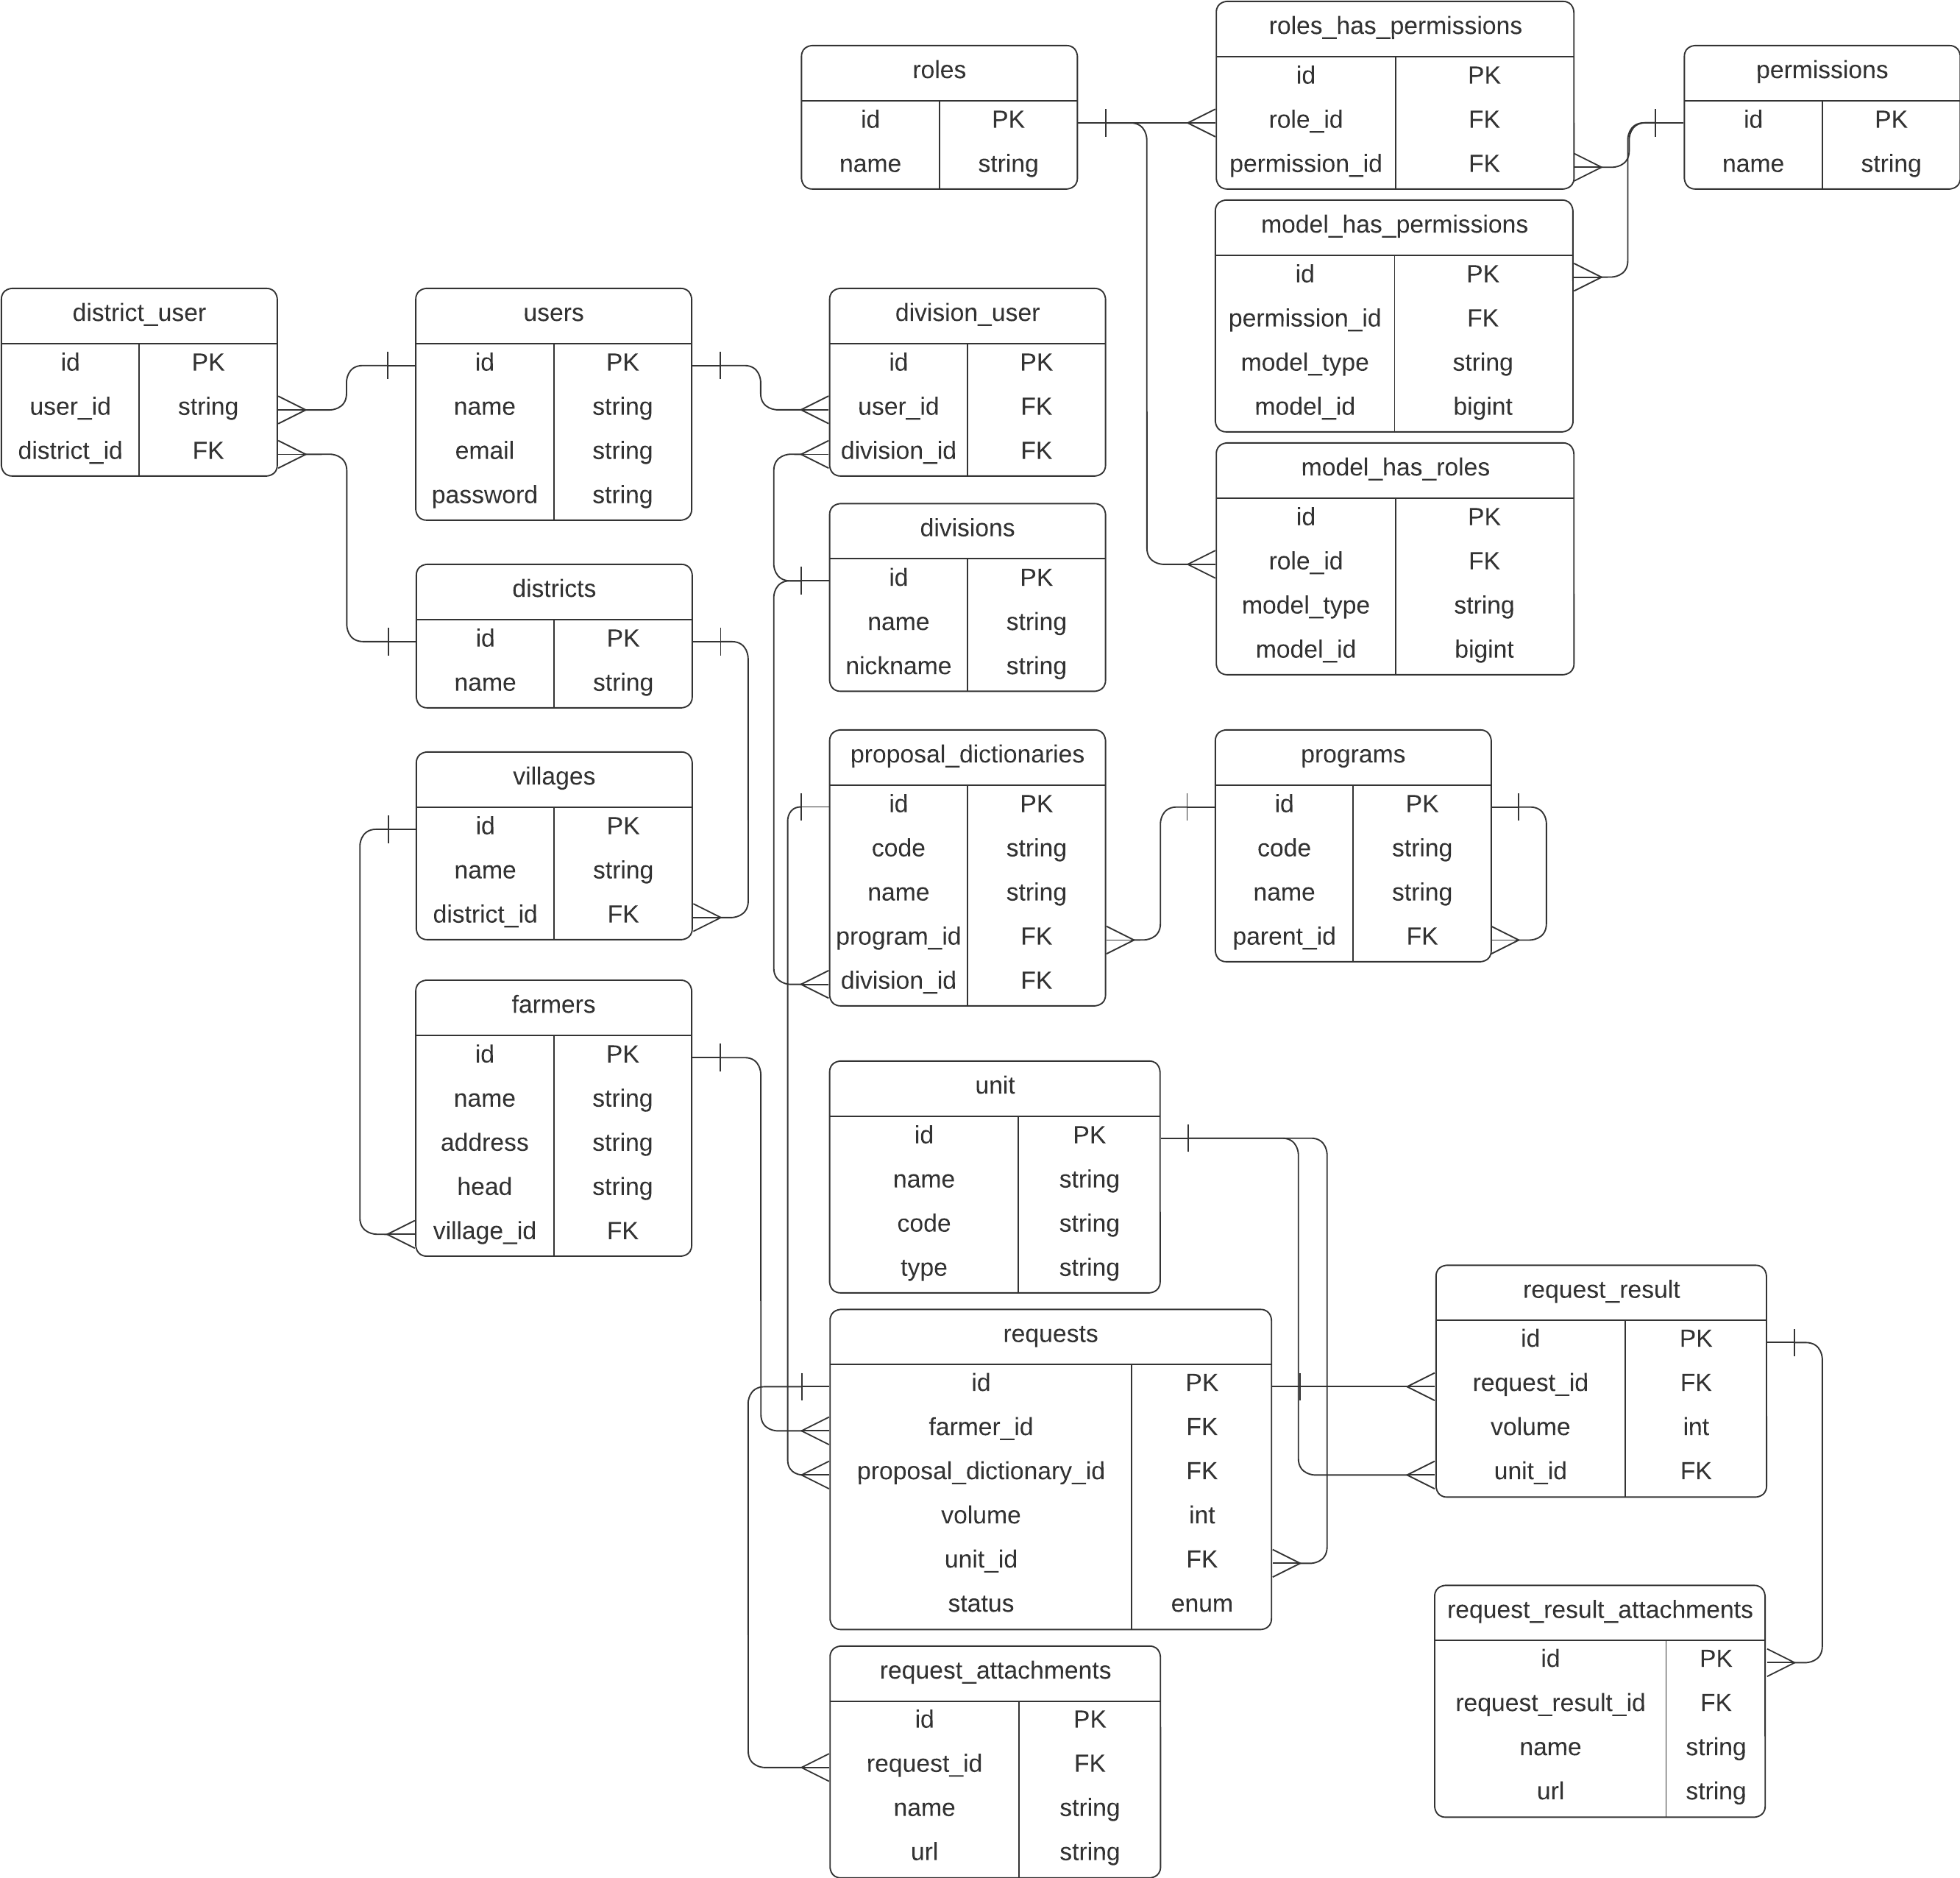 roles
id PK
name string
roles_has_permissions
id PK
role_id FK
permission_id FK
permissions
id PK
name string
model_has_permissions
id PK
permission_id FK
model_type string
model_id bigint
district_user
id PK
user_id string
district_id FK
users
id PK
name string
email string
password string
division_user
id PK
user_id FK
division_id FK
model_has_roles
id PK
role_id FK
model_type string
model_id bigint
divisions
id PK
name string
nickname string
districts
id PK
name string
villages
id PK
name string
district_id FK
proposal_dictionaries
id PK
code string
name string
program_id FK
division_id FK
programs
id PK
code string
name string
parent_id FK
farmers
id PK
name string
address string
head string
village_id FK
unit
id PK
name string
code string
type string
requests
id PK
farmer_id FK
proposal_dictionary_id FK
volume int
unit_id FK
status enum
request_result
id PK
request_id FK
volume int
unit_id FK
request_result_attachments
id PK
request_result_id FK
name string
url string
request_attachments
id PK
request_id FK
name string
url string